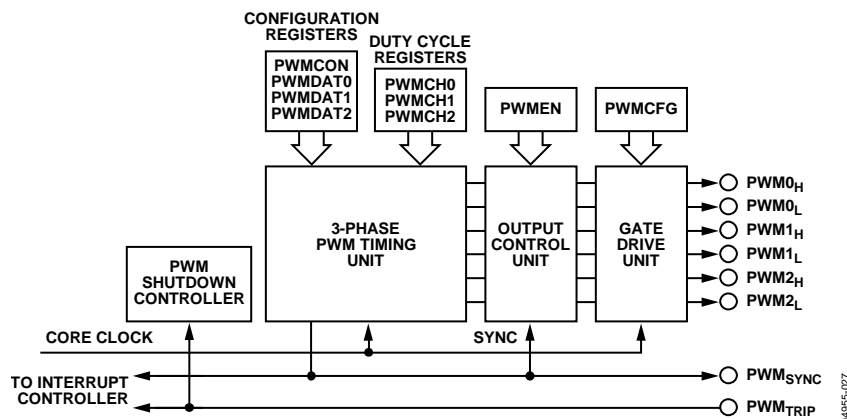 CONFIGURATION
REGISTERS
DUTY CYCLE
REGISTERS
PWMCON
PWMDAT0
PWMDAT1
PWMDAT2
PWMCH0
PWMCH1
PWMCH2
PWMEN
PWMCFG
3-PHASE
PWM TIMING
UNIT
OUTPUT
CONTROL
UNIT
GATE
DRIVE
UNIT
PWM0H
PWM0L
PWM1H
PWM1L
PWM2H
PWM2L
PWM
SHUTDOWN
CONTROLLER
CORE CLOCK
SYNC
TO INTERRUPT
CONTROLLER
PWMSYNC
PWMTRIP
04955-027